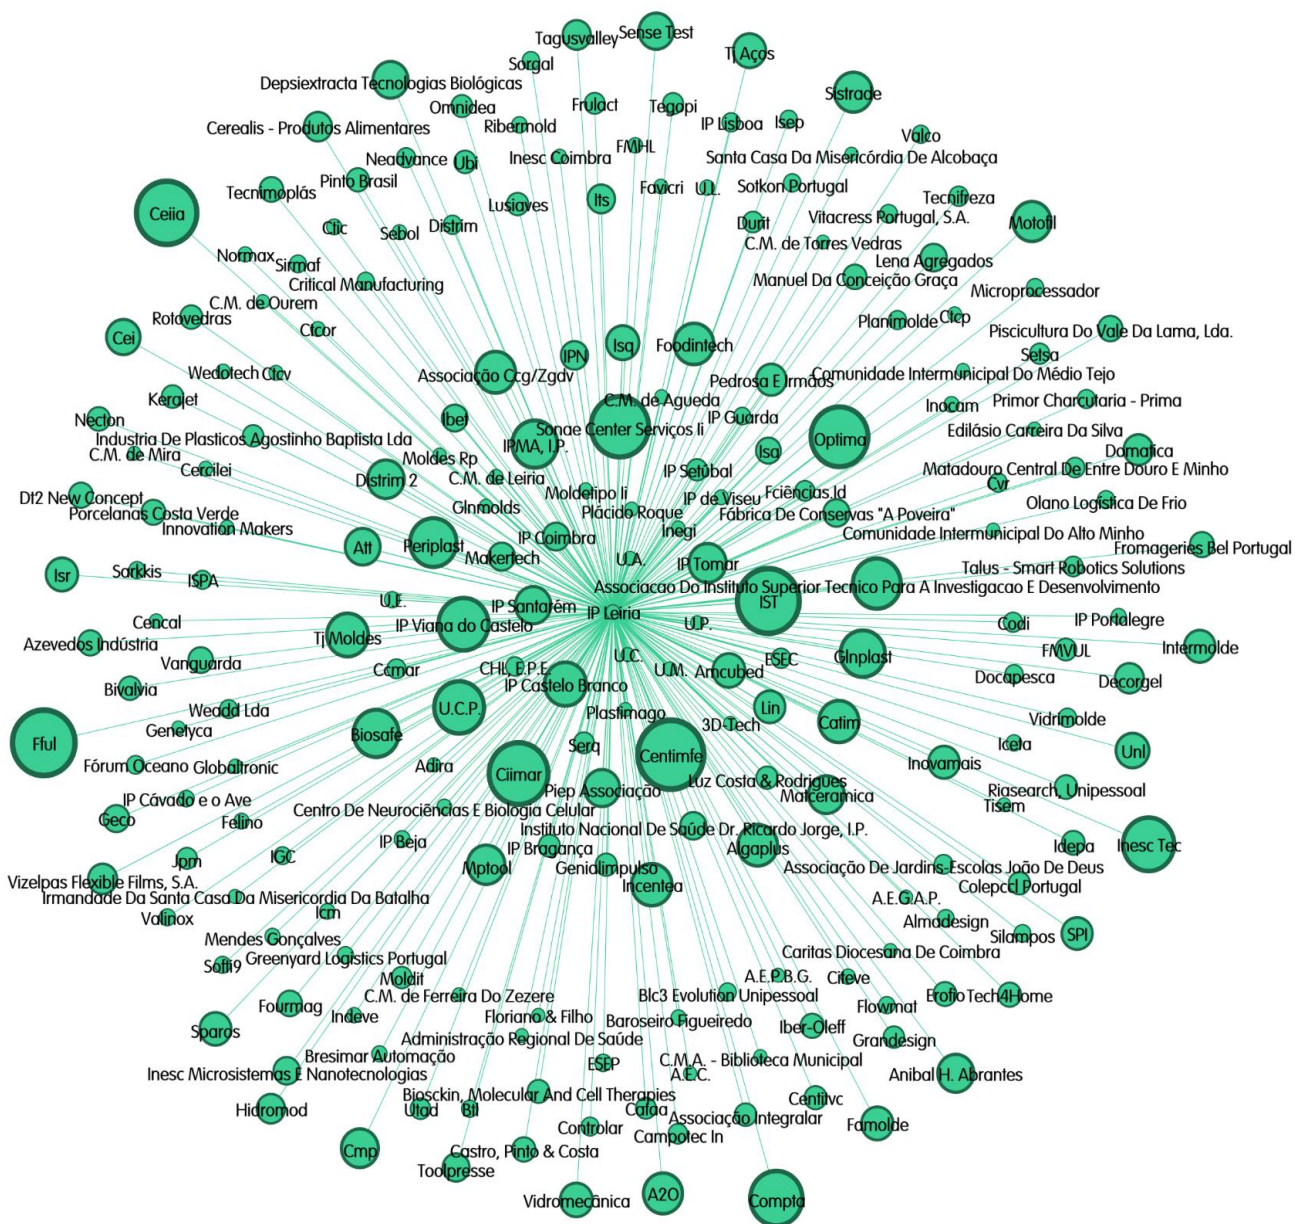 Tagusvalley
Sense Test
Tj Aços
Sorgal
Depsiextracta Tecnologias Biológicas
Sistrade
Omnidea
Frulact
Tegopi
IP Lisboa
Isep
Cerealis - Produtos Alimentares
Ribermold
FMHL
Valco
Neadvance
Ubi
Inesc Coimbra
Santa Casa Da Misericórdia De Alcobaça
Tecnimoplás
Pinto Brasil
Favicri
U.L.
Sotkon Portugal
Lusiaves
Its
Tecnifreza
Ceiia
Ctic
Sebol
Distrim
Durit
Vitacress Portugal, S.A.
Motofil
C.M. de Torres Vedras
Normax
Sirmaf
Lena Agregados
Critical Manufacturing
Manuel Da Conceição Graça
Microprocessador
C.M. de Ourem
Rotovedras
Ctcor
Planimolde
Ctcp
Piscicultura Do Vale Da Lama, Lda.
Cei
Isq
Foodintech
IPN
Setsa
Wedotech
Ctcv
Associação Ccg/Zgdv
Pedrosa E Irmãos
Comunidade Intermunicipal Do Médio Tejo
Kerajet
C.M. de Agueda
Inocam
Primor Charcutaria - Prima
Necton
Ibet
IP Guarda
Sonae Center Serviços Ii
Edilásio Carreira Da Silva
Industria De Plasticos Agostinho Baptista Lda
IPMA, I.P.
Optima
C.M. de Mira
Moldes Rp
Isa
Domatica
Cercilei
IP Setúbal
Matadouro Central De Entre Douro E Minho
Distrim 2
C.M. de Leiria
Cvr
Dt2 New Concept
Moldetipo Ii
IP de Viseu
Fciências.Id
Olano Logística De Frio
Porcelanas Costa Verde
Glnmolds
Plácido Roque
Fábrica De Conservas "A Poveira"
Innovation Makers
Inegi
Comunidade Intermunicipal Do Alto Minho
IP Coimbra
Att
Periplast
Fromageries Bel Portugal
Makertech
U.A.
IP Tomar
Talus - Smart Robotics Solutions
Isr
Sarkkis
ISPA
Associacao Do Instituto Superior Tecnico Para A Investigacao E Desenvolvimento
U.E.
IP Santarém
IP Leiria
IST
Cencal
IP Viana do Castelo
U.P.
Codi
IP Portalegre
Azevedos Indústria
Tj Moldes
Vanguarda
U.C.
ESEC
Glnplast
FMVUL
Intermolde
Ccmar
CHL, E.P.E.
U.M.
Amcubed
Docapesca
Decorgel
Bivalvia
IP Castelo Branco
Weadd Lda
U.C.P.
Plastimago
Lin
Vidrimolde
Genetyca
3D-Tech
Catim
Fful
Biosafe
Serq
Iceta
Unl
Centimfe
Fórum Oceano
Globaltronic
Adira
Ciimar
Inovamais
Luz Costa & Rodrigues
Piep Associação
Matceramica
Riasearch, Unipessoal
IP Cávado e o Ave
Centro De Neurociências E Biologia Celular
Tisem
Geco
Felino
Instituto Nacional De Saúde Dr. Ricardo Jorge, I.P.
IP Beja
IP Bragança
Algaplus
Idepa
Inesc Tec
Jpm
IGC
Mptool
Genialimpulso
Associação De Jardins-Escolas João De Deus
Vizelpas Flexible Films, S.A.
Incentea
Colepccl Portugal
Irmandade Da Santa Casa Da Misericordia Da Batalha
A.E.G.A.P.
Valinox
Icm
Almadesign
Silampos
SPI
Mendes Gonçalves
Caritas Diocesana De Coimbra
Greenyard Logistics Portugal
Softi9
Moldit
A.E.P.B.G.
Citeve
C.M. de Ferreira Do Zezere
Blc3 Evolution Unipessoal
Erofio
Tech4Home
Fourmag
Indeve
Floriano & Filho
Baroseiro Figueiredo
Flowmat
Sparos
Administração Regional De Saúde
Iber-Oleff
Grandesign
Bresimar Automação
ESEP
C.M.A. - Biblioteca Municipal
Inesc Microsistemas E Nanotecnologias
A.E.C.
Anibal H. Abrantes
Biosckin, Molecular And Cell Therapies
Centitvc
Hidromod
Utad
Btl
Cafaa
Associação Integralar
Controlar
Campotec In
Famolde
Cmp
Castro, Pinto & Costa
Toolpresse
Vidromecânica
A2O
Compta